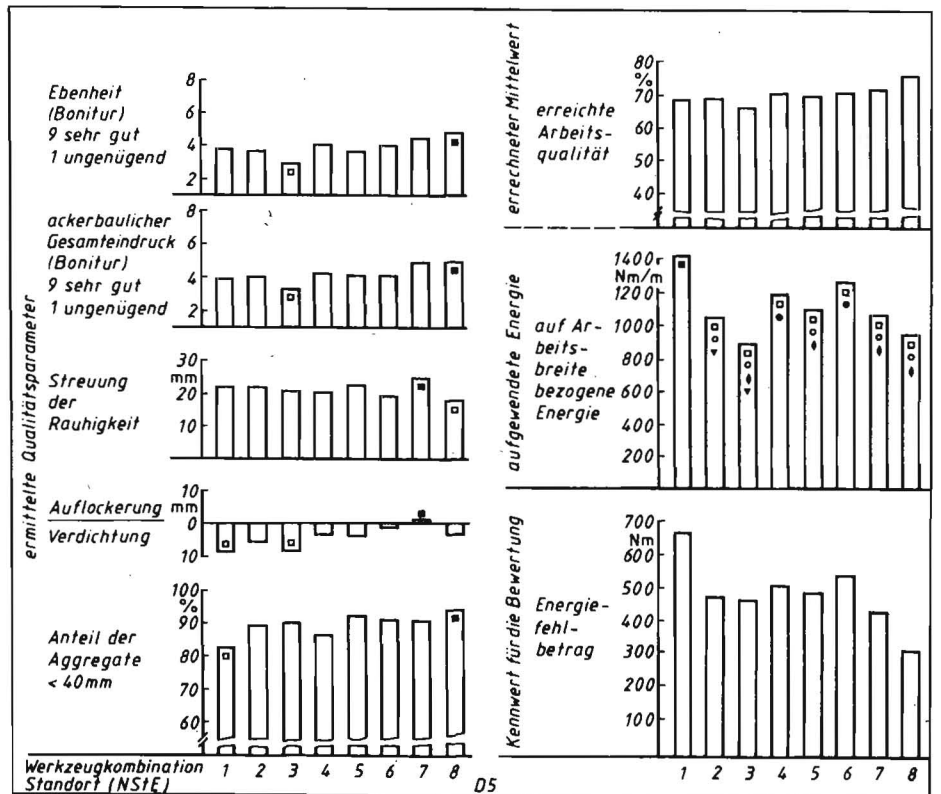 ermittelte Qualitätsparameter
Ebenheit
(Bonitur)
9 sehr gut
1 ungenügend
8
6
4
2
ackerbaulicher
Gesamteindruck
(Bonitur)
9 sehr gut
1 ungenügend
8
6
4
2
Streuung
der
Rauhigkeit
30
mm
20
10
Auflockerung
Verdichtung
10
mm
0
10
Anteil der
Aggregate
< 40mm
100
%
90
80
70
60
Werkzeugkombination
1 2 3 4 5 6 7 8
Standort (NStE)
D5
errechneter Mittelwert
erreichte
Arbeits-
qualität
80
%
70
60
50
40
aufgewendete Energie
auf Ar-
beits-
breite
bezogene
Energie
1400
Nm/m
1200
1000
800
600
400
200
Kennwert für die Bewertung
Energie-
fehl-
betrag
700
Nm
600
500
400
300
200
100
1 2 3 4 5 6 7 8